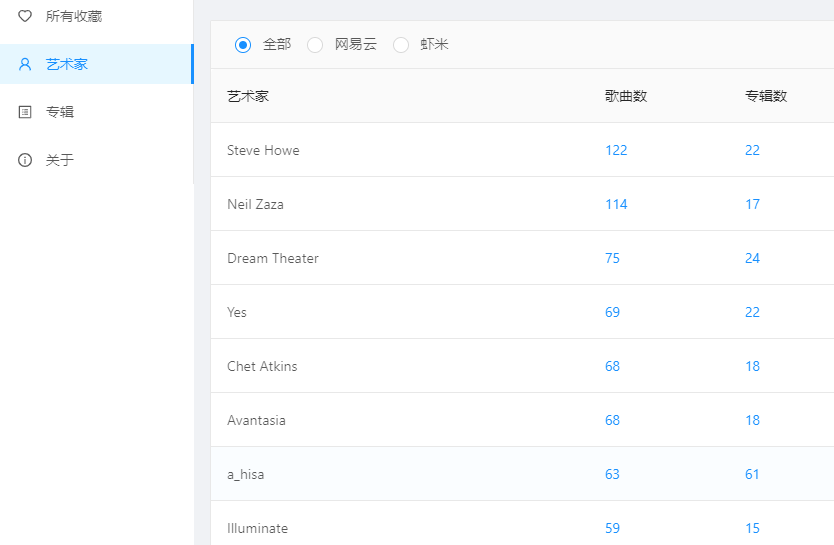 所有收藏
艺术家
专辑
关于
全部 网易云 虾米
艺术家 歌曲数 专辑数
Steve Howe 122 22
Neil Zaza 114 17
Dream Theater 75 24
Yes 69 22
Chet Atkins 68 18
Avantasia 68 18
a_hisa 63 61
Illuminate 59 15